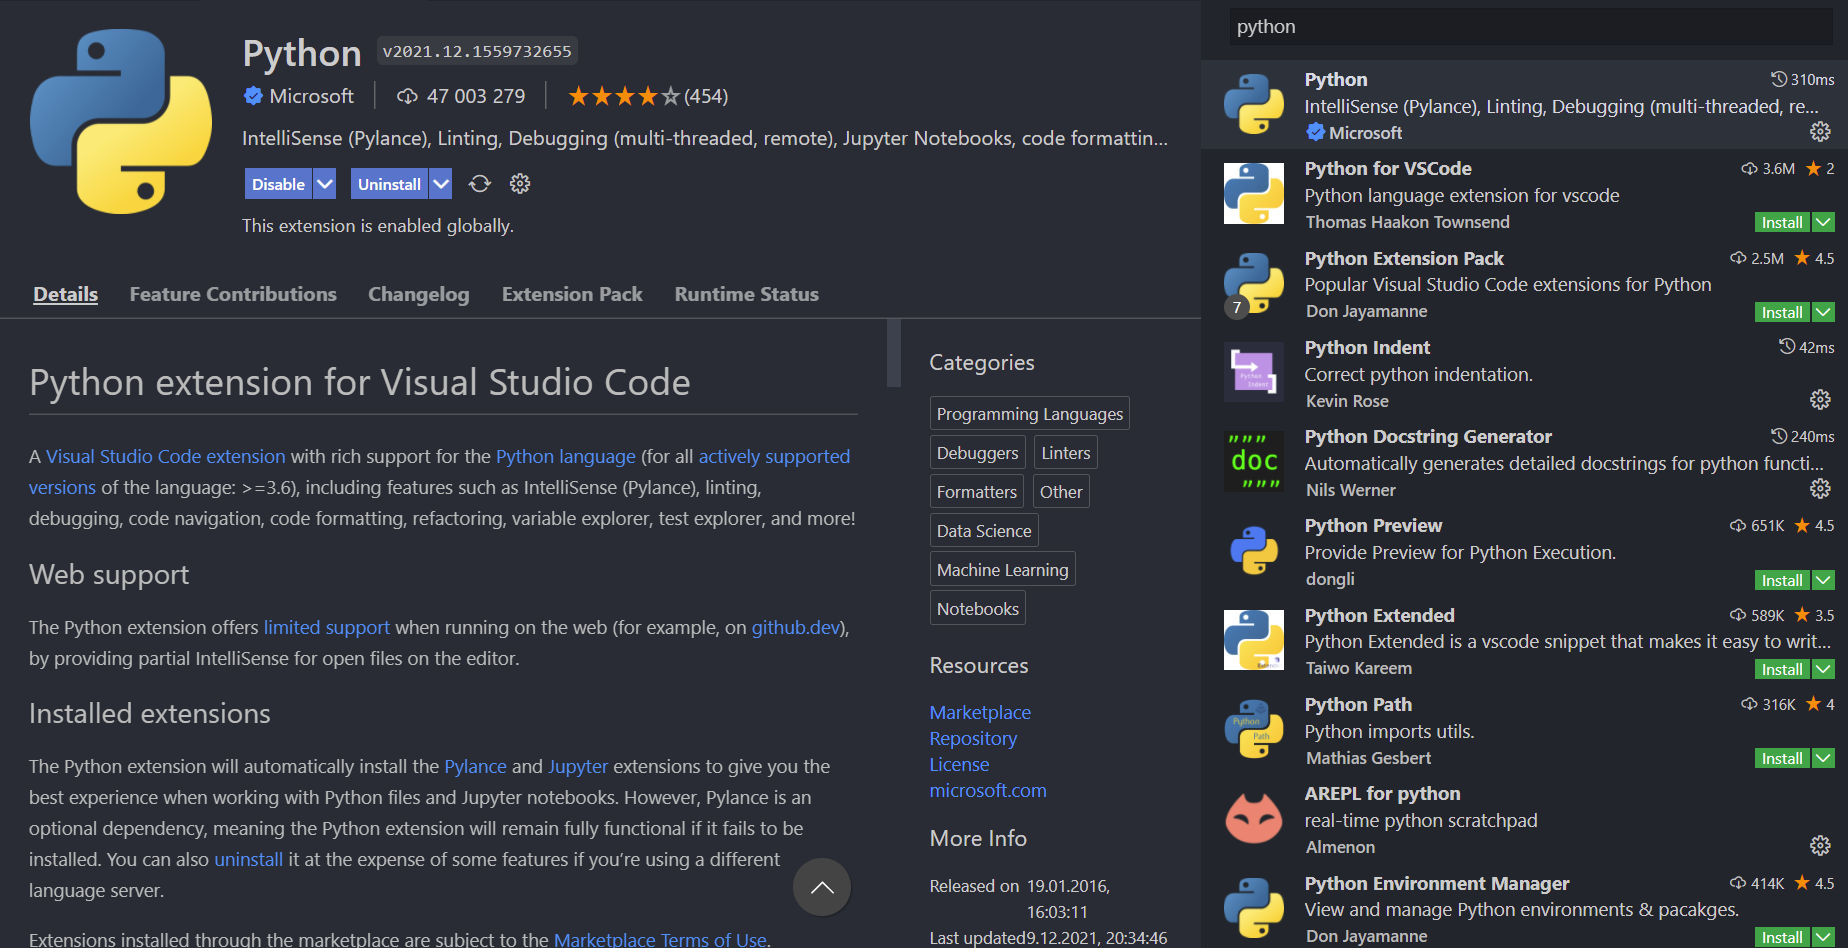 Python v2021.12.1559732655
Microsoft 47 003 279 (454)
IntelliSense (Pylance), Linting, Debugging (multi-threaded, remote), Jupyter Notebooks, code formattin...
Disable Uninstall
This extension is enabled globally.
Details Feature Contributions Changelog Extension Pack Runtime Status
Python extension for Visual Studio Code
A Visual Studio Code extension with rich support for the Python language (for all actively supported
versions of the language: >=3.6), including features such as IntelliSense (Pylance), linting,
debugging, code navigation, code formatting, refactoring, variable explorer, test explorer, and more!
Web support
The Python extension offers limited support when running on the web (for example, on github.dev),
by providing partial IntelliSense for open files on the editor.
Installed extensions
The Python extension will automatically install the Pylance and Jupyter extensions to give you the
best experience when working with Python files and Jupyter notebooks. However, Pylance is an
optional dependency, meaning the Python extension will remain fully functional if it fails to be
installed. You can also uninstall it at the expense of some features if you're using a different
language server.
Extensions installed through the marketplace are subject to the Marketplace Terms of Use.
Categories
Programming Languages
Debuggers Linters
Formatters Other
Data Science
Machine Learning
Notebooks
Resources
Marketplace
Repository
License
microsoft.com
More Info
Released on 19.01.2016,
16:03:11
Last updated 9.12.2021, 20:34:46
python
Python 310ms
IntelliSense (Pylance), Linting, Debugging (multi-threaded, re...
Microsoft
Python for VSCode 3.6M 2
Python language extension for vscode
Thomas Haakon Townsend Install
Python Extension Pack 2.5M 4.5
Popular Visual Studio Code extensions for Python
7 Don Jayamanne Install
Python Indent 42ms
Correct python indentation.
Python
Indent
Kevin Rose
Python Docstring Generator 240ms
"""
doc
"""
Automatically generates detailed docstrings for python functi...
Nils Werner
Python Preview 651K 4.5
Provide Preview for Python Execution.
dongli Install
Python Extended 589K 3.5
Python Extended is a vscode snippet that makes it easy to writ...
Taiwo Kareem Install
Python Path 316K 4
Python
Path
Python imports utils.
Mathias Gesbert Install
AREPL for python
real-time python scratchpad
Almenon
Python Environment Manager 414K 4.5
View and manage Python environments & pacakges.
Don Jayamanne Install